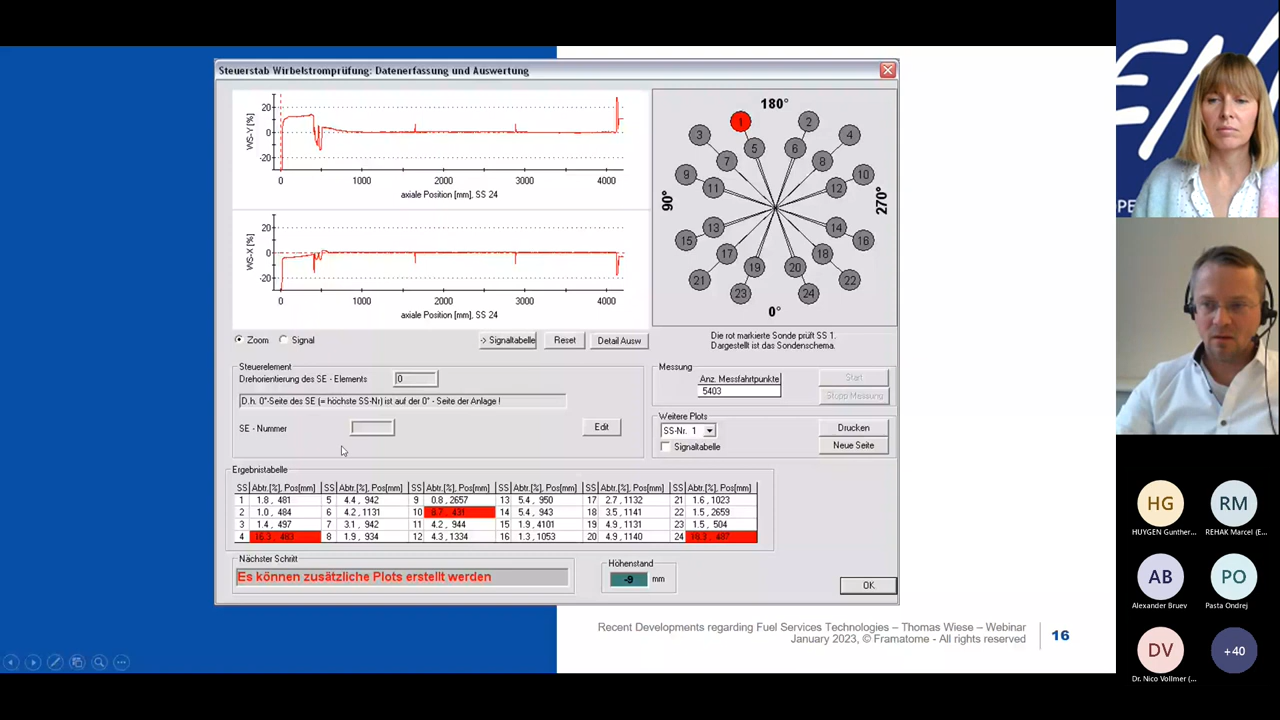 Steuerstab Wirbelstromprüfung: Datenerfassung und Auswertung
WS-Y [%]
20
0
-20
0 1000 2000 3000 4000
axiale Position [mm], SS 24
WS-X [%]
20
0
-20
0 1000 2000 3000 4000
axiale Position [mm], SS 24
180°
90°
270°
0°
1 2
3 4
5 6
7 8
9 10
11 12
13 14
15 16
17 18
19 20
21 22
23 24
Zoom Signal
-> Signaltabelle Reset Detail Ausw
Die rot markierte Sonde prüft SS 1.
Dargestellt ist das Sondenschema.
Steuerelement
Drehorientierung des SE - Elements 0
D.h. 0°-Seite des SE (= höchste SS-Nr) ist auf der 0° - Seite der Anlage !
SE - Nummer Edit
Messung
Anz. Messfahrtpunkte
5403
Start
Stopp Messung
Weitere Plots
SS-Nr. 1
Signaltabelle
Drucken
Neue Seite
Ergebnistabelle
SS Abtr.[%], Pos[mm] SS Abtr.[%], Pos[mm] SS Abtr.[%], Pos[mm] SS Abtr.[%], Pos[mm] SS Abtr.[%], Pos[mm] SS Abtr.[%], Pos[mm]
1 1.8 , 481 5 4.4 , 942 9 0.8 , 2657 13 5.4 , 950 17 2.7 , 1132 21 1.6 , 1023
2 1.0 , 484 6 4.2 , 1131 10 8.7 , 431 14 5.4 , 943 18 3.5 , 1141 22 1.5 , 2659
3 1.4 , 497 7 3.1 , 942 11 4.2 , 944 15 1.9 , 4101 19 4.9 , 1131 23 1.5 , 504
4 16.3 , 483 8 1.9 , 934 12 4.3 , 1334 16 1.3 , 1053 20 4.9 , 1140 24 18.3 , 487
Nächster Schritt
Es können zusätzliche Plots erstellt werden
Höhenstand
-9 mm
OK
Recent Developments regarding Fuel Services Technologies – Thomas Wiese – Webinar
January 2023, © Framatome - All rights reserved
16
HG
HUYGEN Gunther...
RM
REHAK Marcel (E...
AB
Alexander Bruev
PO
Pasta Ondrej
DV
Dr. Nico Vollmer (...
+40